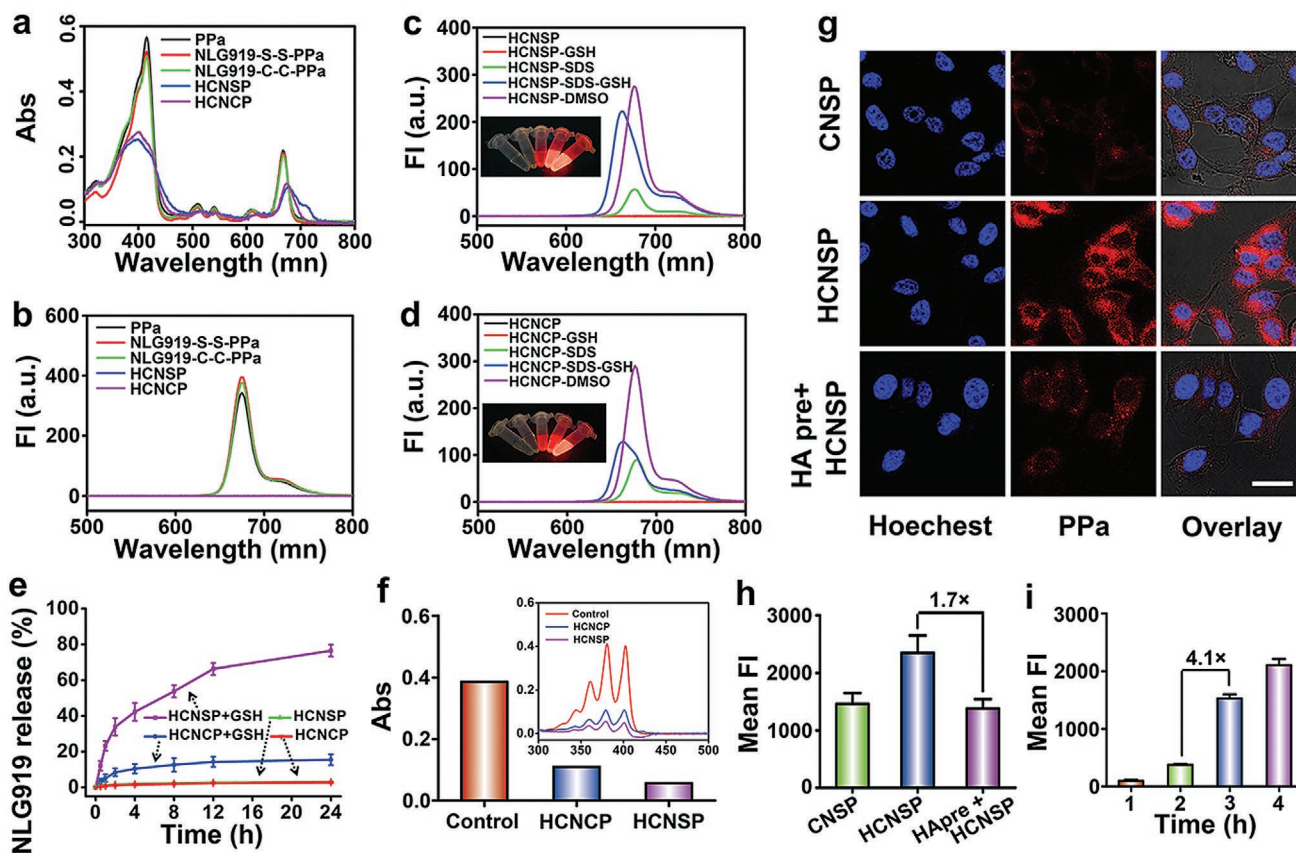 a
0.6
0.4
0.2
0.0
Abs
PPa
NLG919-S-S-PPa
NLG919-C-C-PPa
HCNSP
HCNCP
300 400 500 600 700 800
Wavelength (mn)
c
400
300
200
100
0
FI (a.u.)
HCNSP
HCNSP-GSH
HCNSP-SDS
HCNSP-SDS-GSH
HCNSP-DMSO
500 600 700 800
Wavelength (mn)
b
600
400
200
0
FI (a.u.)
PPa
NLG919-S-S-PPa
NLG919-C-C-PPa
HCNSP
HCNCP
500 600 700 800
Wavelength (mn)
d
400
300
200
100
0
FI (a.u.)
HCNCP
HCNCP-GSH
HCNCP-SDS
HCNCP-SDS-GSH
HCNCP-DMSO
500 600 700 800
Wavelength (mn)
g
CNSP
HCNSP
HA pre+
HCNSP
Hoechest PPa Overlay
e
100
80
60
40
20
0
NLG919 release (%)
HCNSP+GSH HCNSP
HCNCP+GSH HCNCP
0 4 8 12 16 20 24
Time (h)
f
0.6
0.4
0.2
0.0
Abs
0.6
0.4
0.2
0.0
Control
HCNCP
HCNSP
300 400 500
Control HCNCP HCNSP
h
3000
2000
1000
0
Mean FI
1.7×
CNSP
HCNSP
HApre +
HCNSP
i
3000
2000
1000
0
Mean FI
4.1×
1 2 3 4
Time (h)